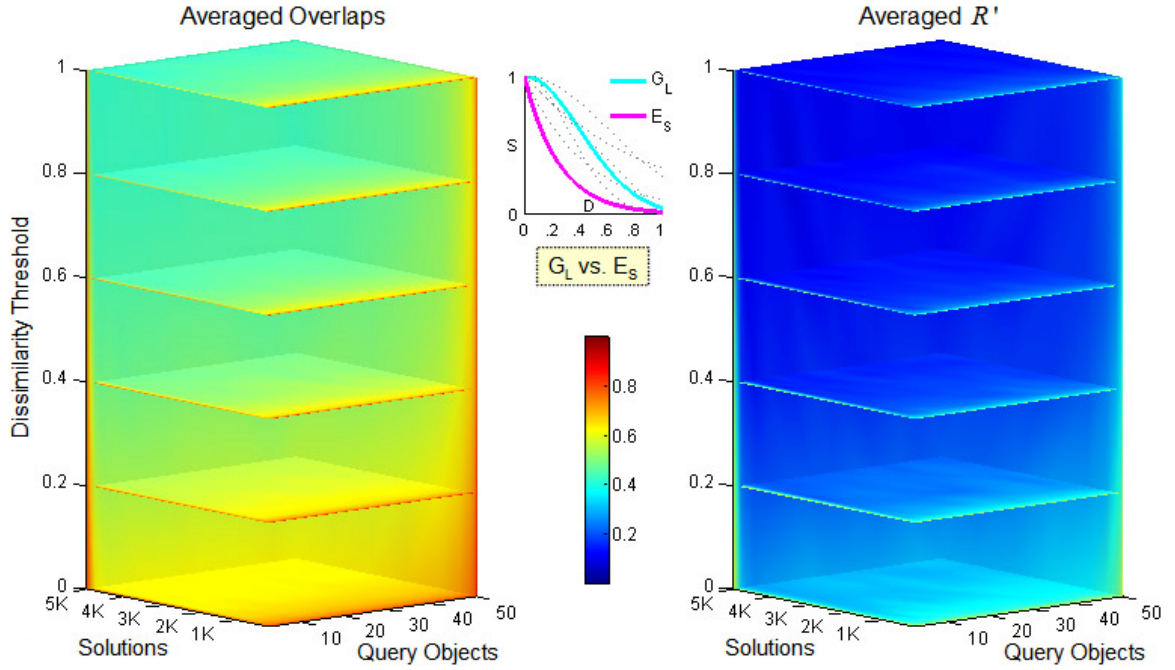 Averaged Overlaps
Averaged R'
Dissimilarity Threshold
1
0.8
0.6
0.4
0.2
0
5K 4K 3K 2K 1K
Solutions
10 20 30 40 50
Query Objects
G_L
E_S
1
S
0
D
0 .2 .4 .6 .8 1
G_L vs. E_S
0.8
0.6
0.4
0.2
1
0.8
0.6
0.4
0.2
0
5K 4K 3K 2K 1K
Solutions
10 20 30 40 50
Query Objects